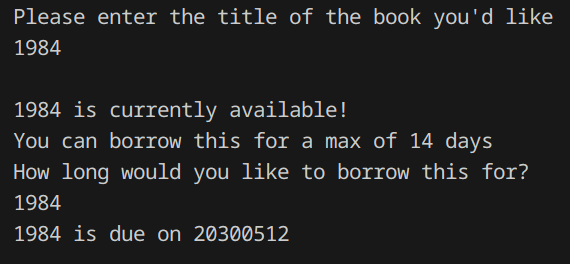 Please enter the title of the book you'd like
1984
1984 is currently available!
You can borrow this for a max of 14 days
How long would you like to borrow this for?
1984
1984 is due on 20300512